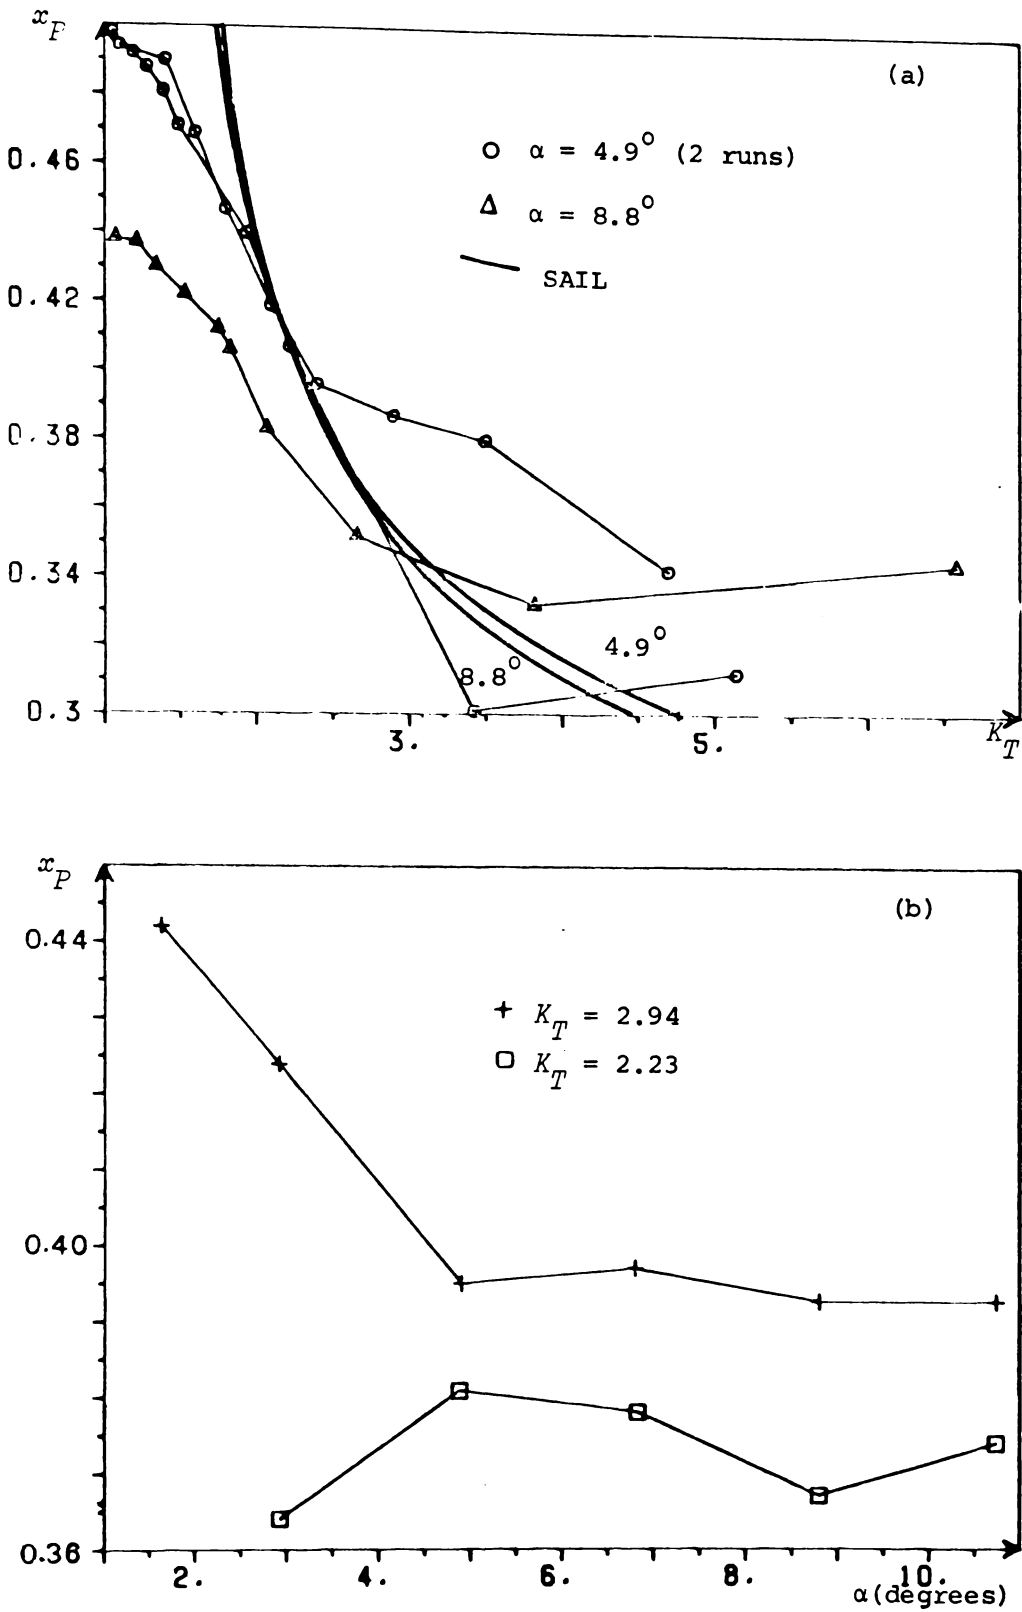 x_P
(a)
0.46
α = 4.9° (2 runs)
α = 8.8°
0.42
SAIL
0.38
0.34
4.9°
8.8°
0.3
3.
5.
K_T
x_P
(b)
0.44
K_T = 2.94
K_T = 2.23
0.40
0.36
2.
4.
6.
8.
10.
α(degrees)